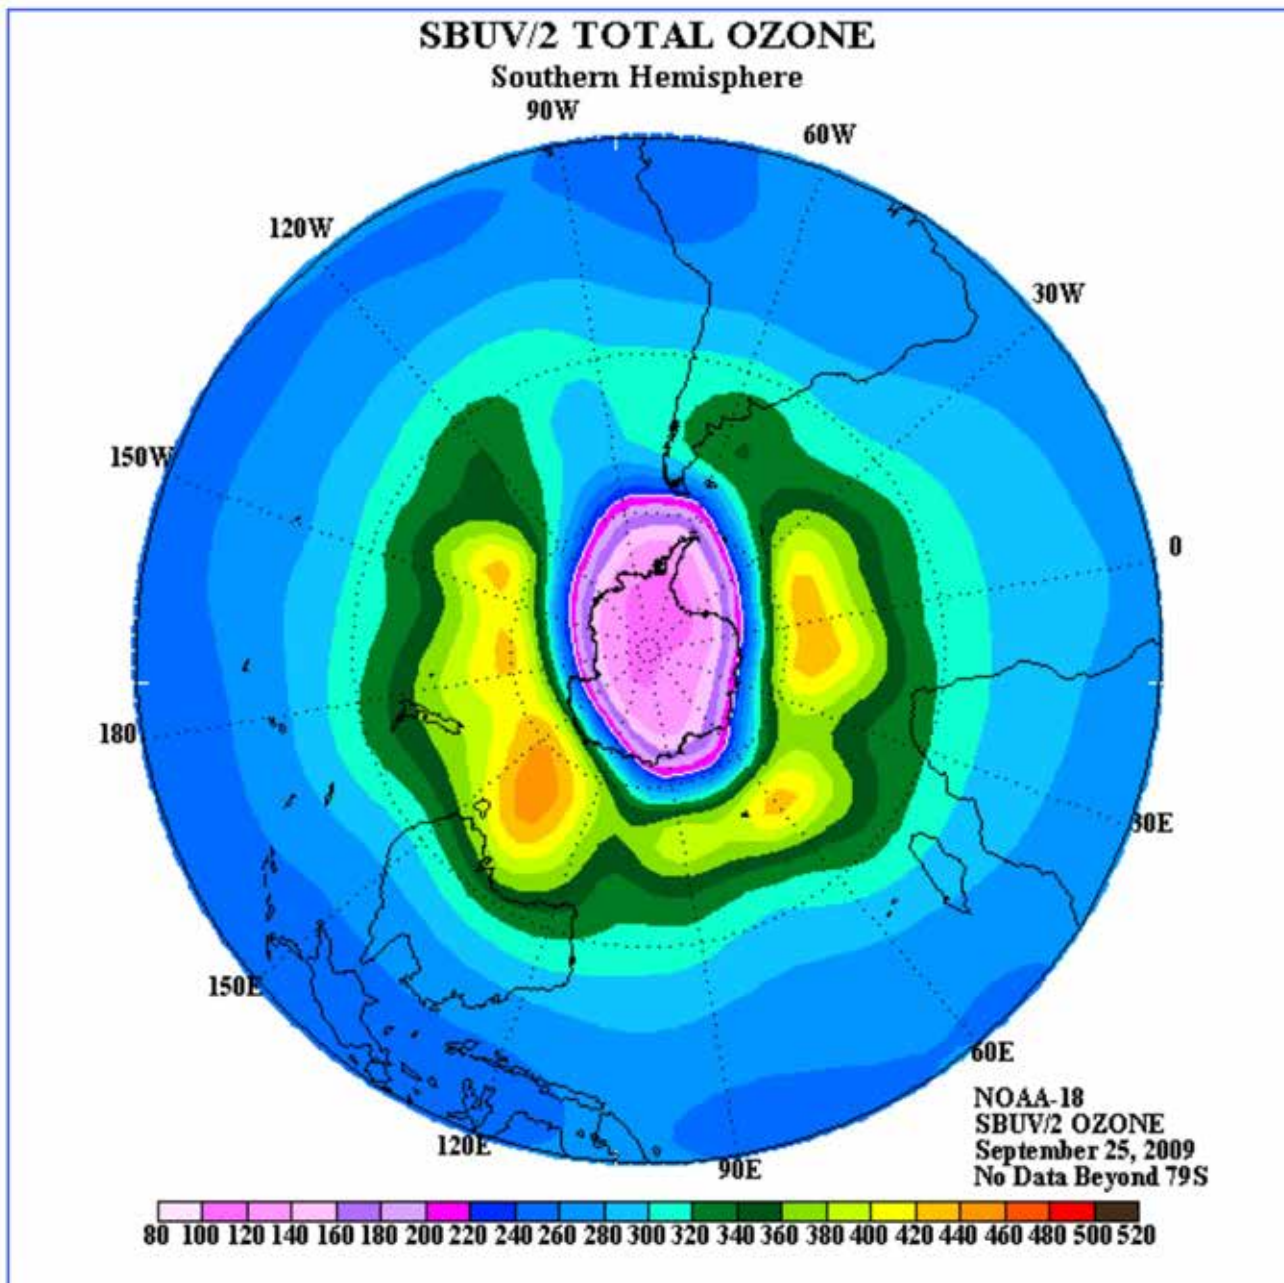 SBUV/2 TOTAL OZONE
Southern Hemisphere
90W
60W
120W
30W
150W
0
180
30E
150E
60E
120E
90E
NOAA-18
SBUV/2 OZONE
September 25, 2009
No Data Beyond 79S
80 100 120 140 160 180 200 220 240 260 280 300 320 340 360 380 400 420 440 460 480 500 520